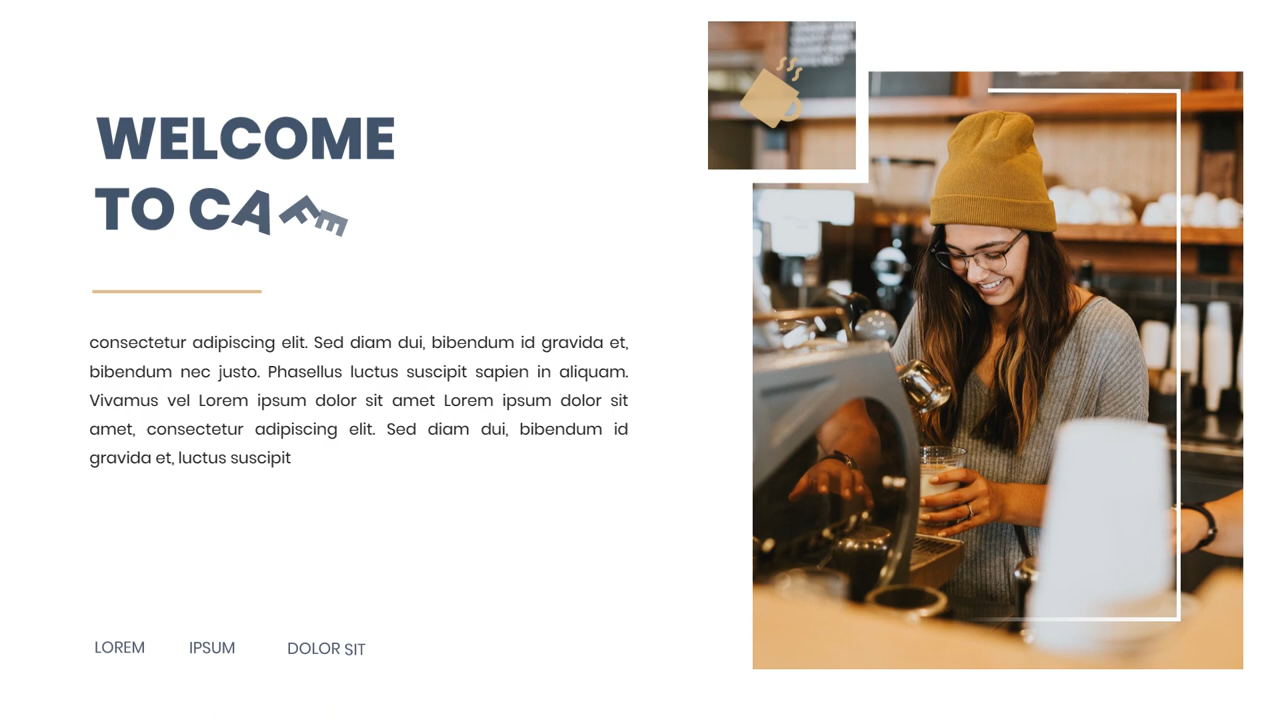 WELCOME
TO CAFE
consectetur adipiscing elit. Sed diam dui, bibendum id gravida et,
bibendum nec justo. Phasellus luctus suscipit sapien in aliquam.
Vivamus vel Lorem ipsum dolor sit amet Lorem ipsum dolor sit
amet, consectetur adipiscing elit. Sed diam dui, bibendum id
gravida et, luctus suscipit
LOREM IPSUM DOLOR SIT